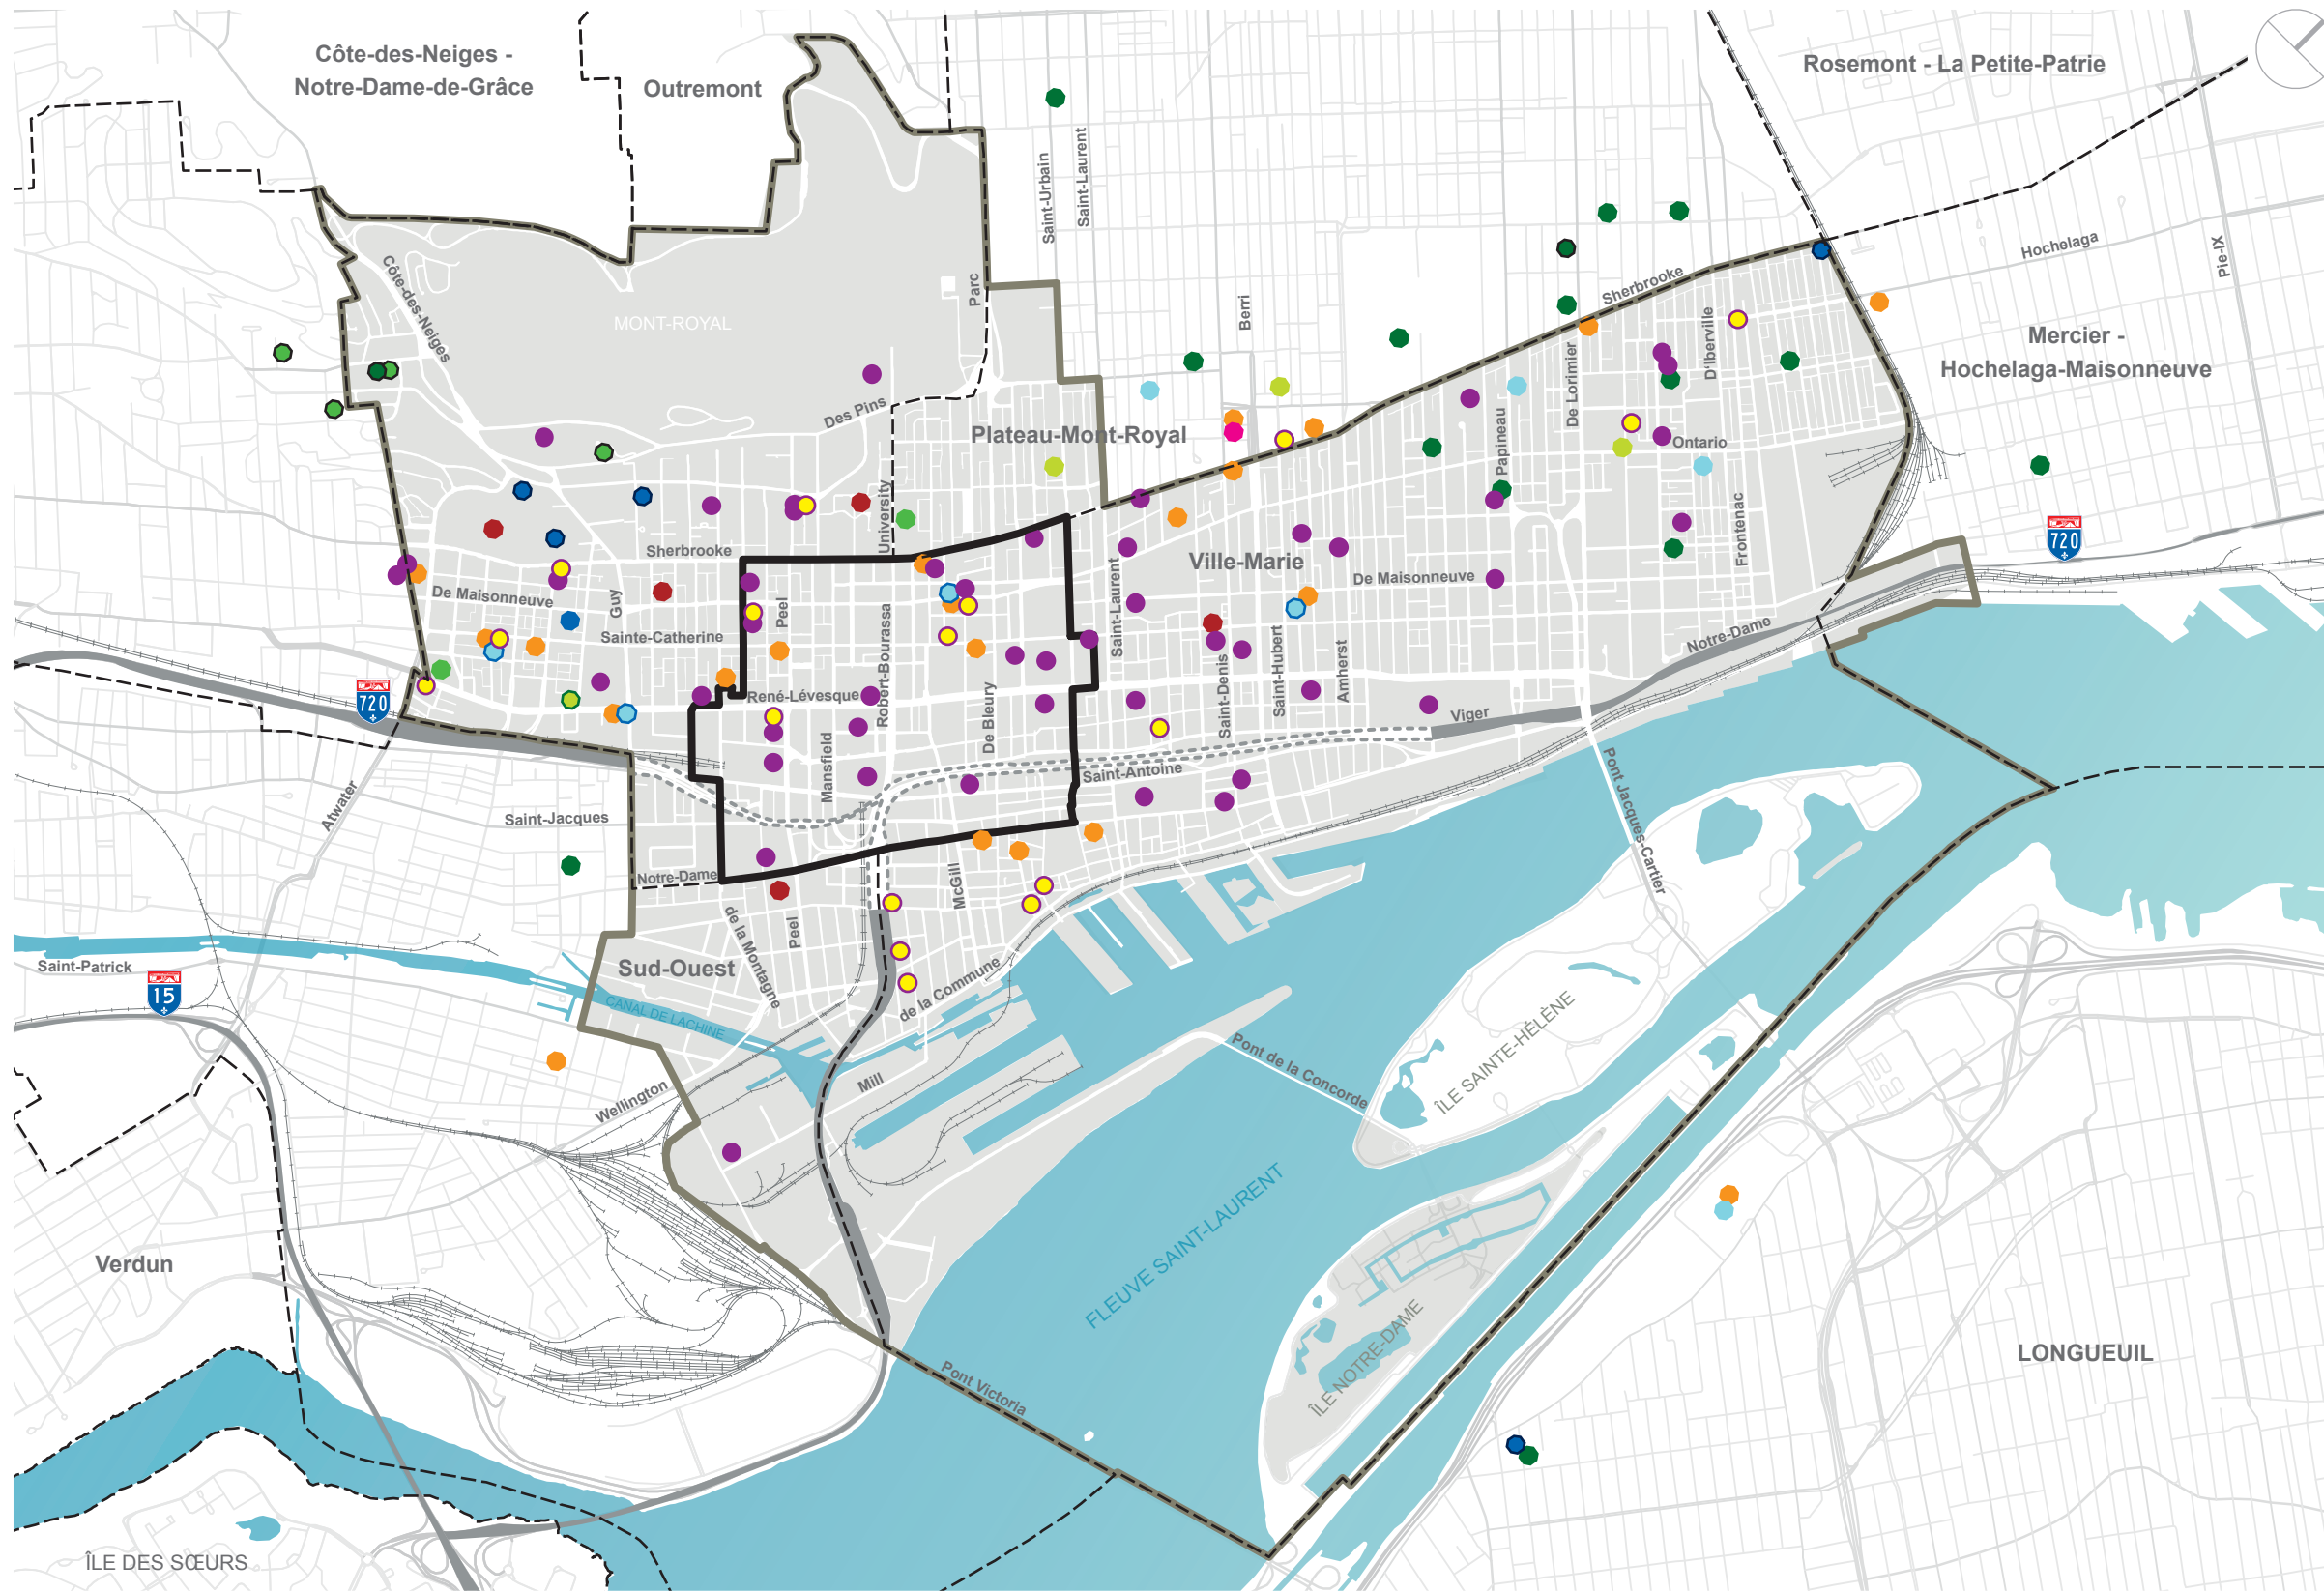 Côte-des-Neiges -
Notre-Dame-de-Grâce
Outremont
Rosemont - La Petite-Patrie
Saint-Urbain
Saint-Laurent
Hochelaga
Pie-IX
Côte-des-Neiges
Parc
Sherbrooke
Berri
MONT-ROYAL
D'Iberville
Mercier -
Hochelaga-Maisonneuve
De Lorimier
Des Pins
Plateau-Mont-Royal
Papineau
Ontario
University
Frontenac
720
Sherbrooke
Ville-Marie
De Maisonneuve
De Maisonneuve
Guy
Peel
Sainte-Catherine
Robert-Bourassa
Saint-Laurent
Notre-Dame
Saint-Denis
Saint-Hubert
Amherst
720
René-Lévesque
De Bleury
Viger
Mansfield
Saint-Antoine
Pont Jacques-Cartier
Atwater
Saint-Jacques
Notre-Dame
McGill
de la Montagne
Peel
Saint-Patrick
Sud-Ouest
15
de la Commune
CANAL DE LACHINE
ÎLE SAINTE-HÉLÈNE
Pont de la Concorde
Mill
Wellington
FLEUVE SAINT-LAURENT
Verdun
ÎLE NOTRE-DAME
LONGUEUIL
Pont Victoria
ÎLE DES SŒURS